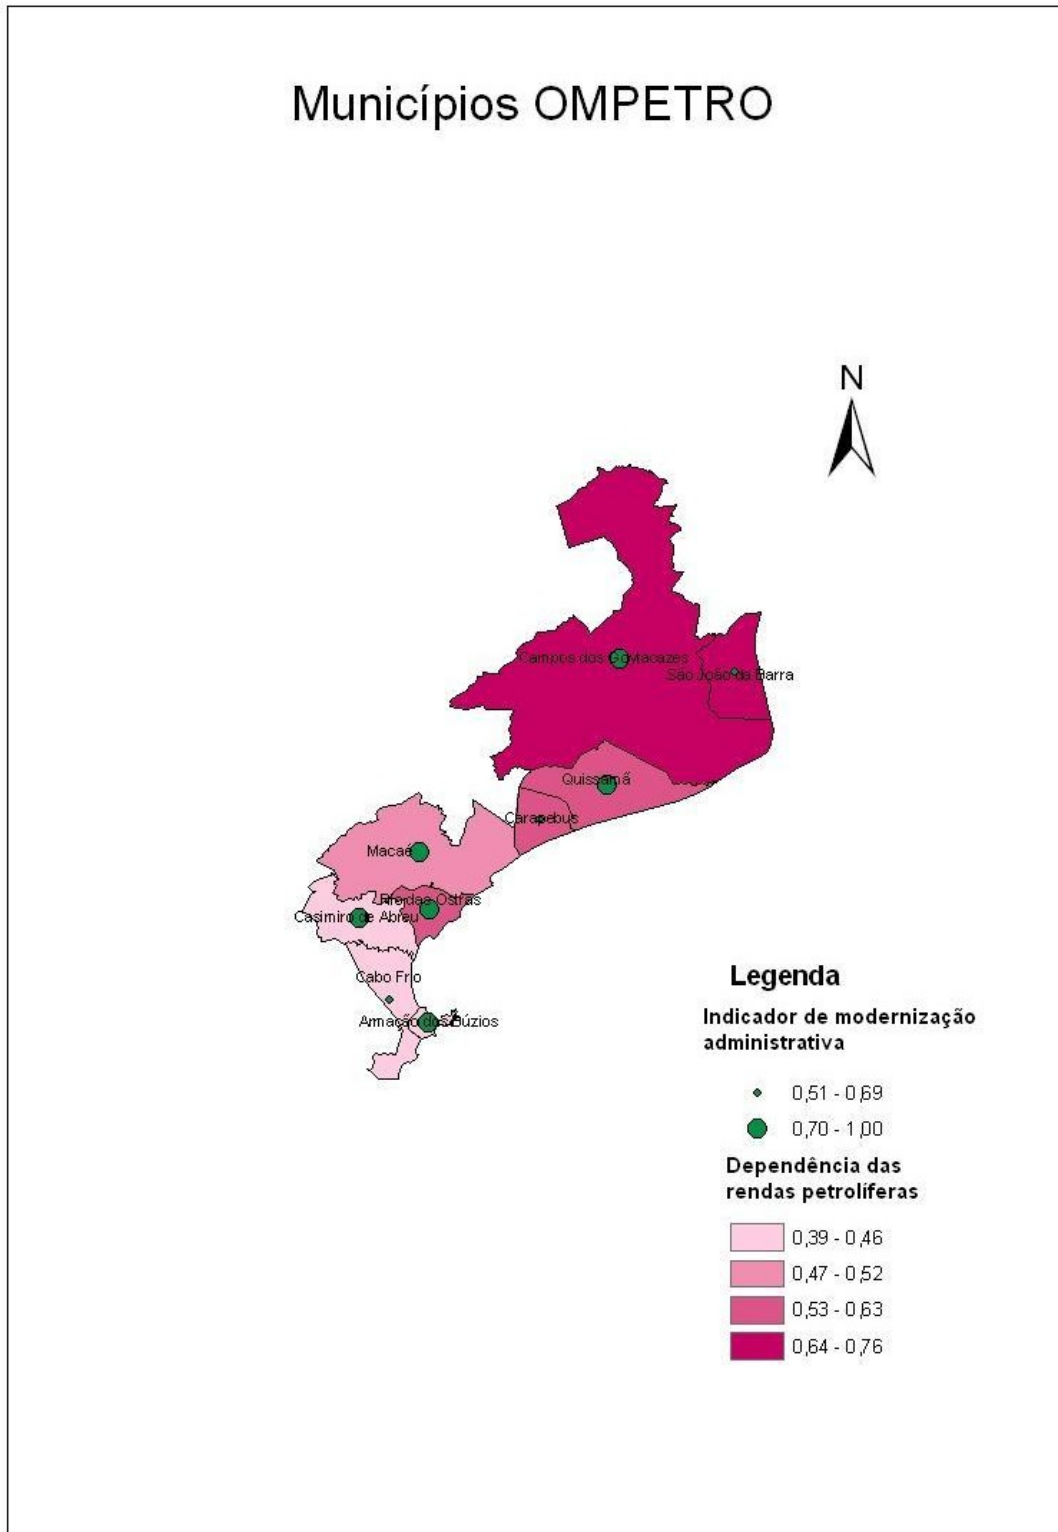 Municípios OMPETRO
N
Campos dos Goytacazes
São João da Barra
Quissamã
Carapebus
Macaé
Rio das Ostras
Casimiro de Abreu
Cabo Frio
Armação dos Búzios
Legenda
Indicador de modernização
administrativa
0,51 - 0,69
0,70 - 1,00
Dependência das
rendas petrolíferas
0,39 - 0,46
0,47 - 0,52
0,53 - 0,63
0,64 - 0,76